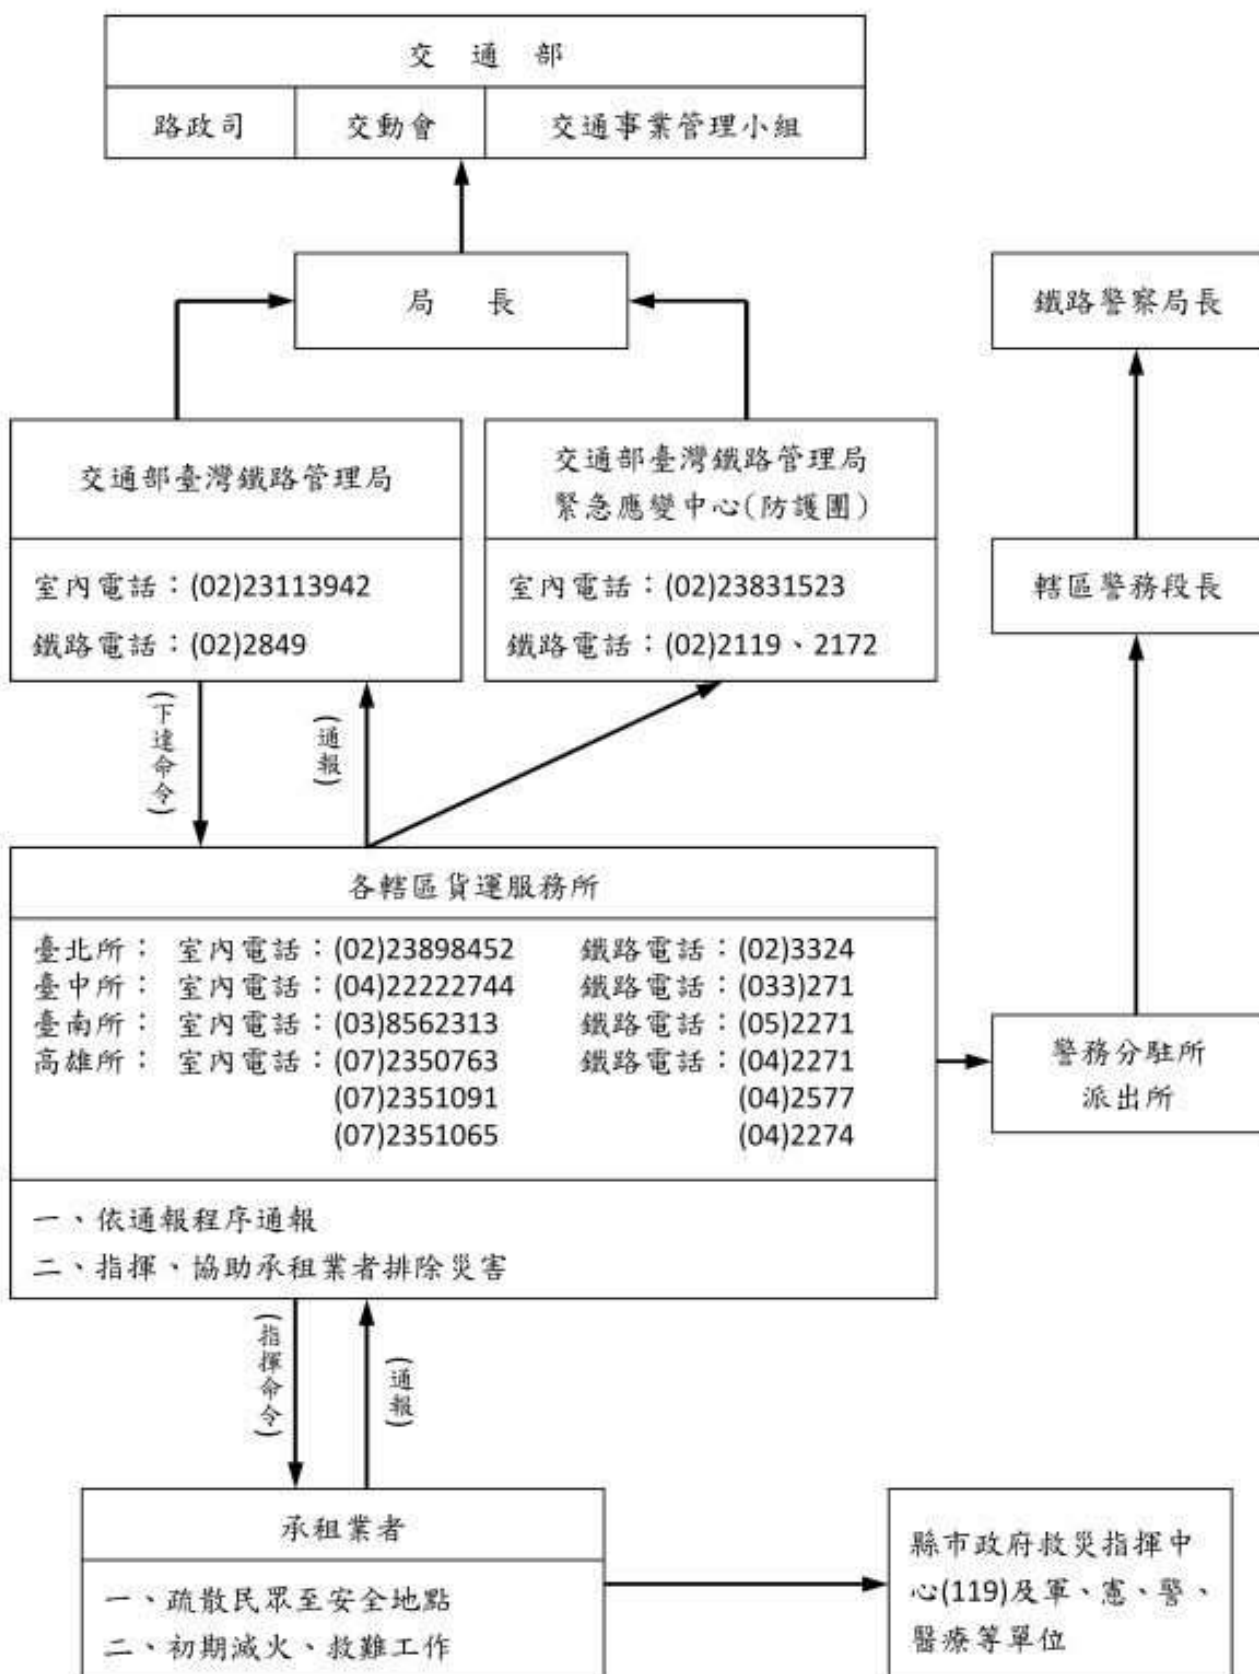 交 通 部
路政司 交動會 交通事業管理小組
局 長
鐵路警察局長
交通部臺灣鐵路管理局
室內電話：(02)23113942
鐵路電話：(02)2849
交通部臺灣鐵路管理局
緊急應變中心(防護團)
室內電話：(02)23831523
鐵路電話：(02)2119、2172
轄區警務段長
(下達命令)
(通報)
各轄區貨運服務所
臺北所： 室內電話：(02)23898452 鐵路電話：(02)3324
臺中所： 室內電話：(04)22222744 鐵路電話：(033)271
臺南所： 室內電話：(03)8562313 鐵路電話：(05)2271
高雄所： 室內電話：(07)2350763 鐵路電話：(04)2271
(07)2351091 (04)2577
(07)2351065 (04)2274
一、依通報程序通報
二、指揮、協助承租業者排除災害
警務分駐所
派出所
(指揮命令)
(通報)
承租業者
一、疏散民眾至安全地點
二、初期滅火、救難工作
縣市政府救災指揮中
心(119)及軍、憲、警、
醫療等單位